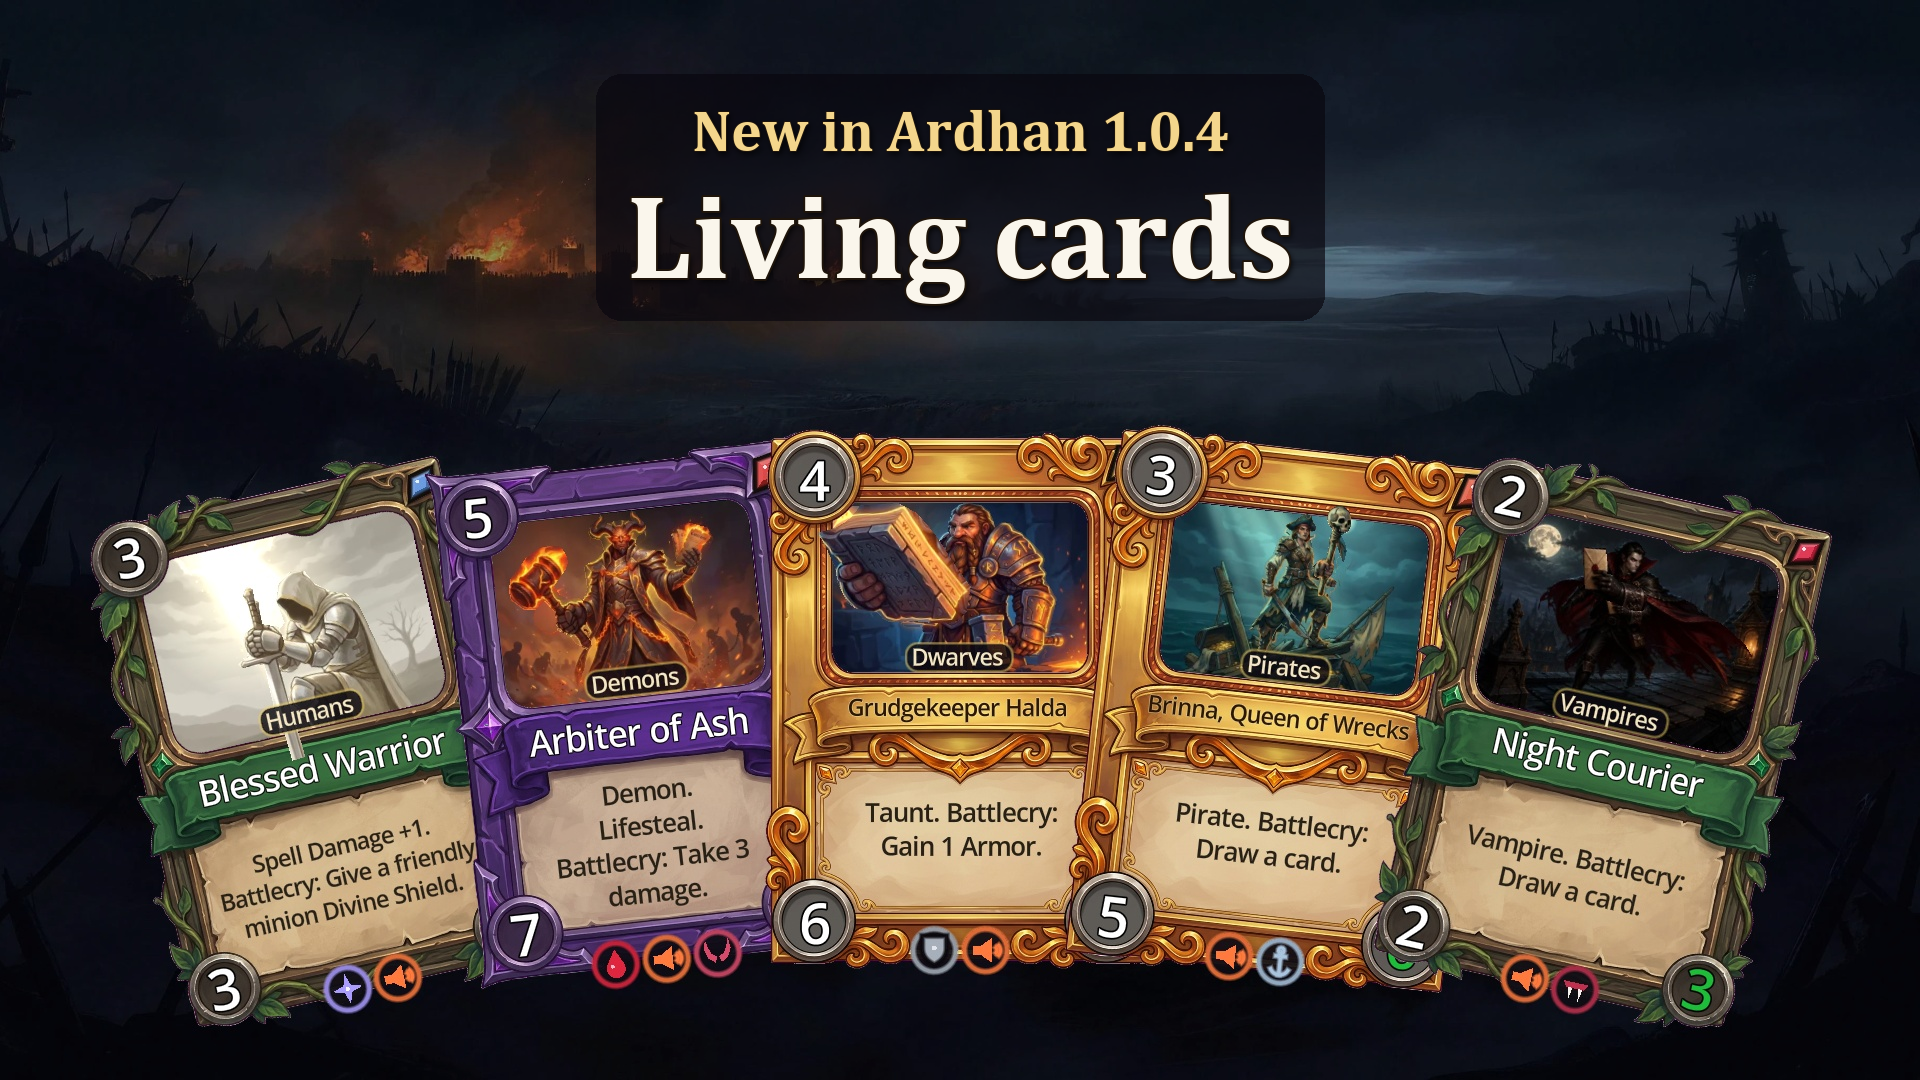 New in Ardhan 1.0.4
Living cards
3
Humans
Blessed Warrior
Spell Damage +1.
Battlecry: Give a friendly
minion Divine Shield.
3
5
Demons
Arbiter of Ash
Demon.
Lifesteal.
Battlecry: Take 3
damage.
7
4
Dwarves
Grudgekeeper Halda
Taunt. Battlecry:
Gain 1 Armor.
6
3
Pirates
Brinna, Queen of Wrecks
Pirate. Battlecry:
Draw a card.
5
2
Vampires
Night Courier
Vampire. Battlecry:
Draw a card.
2
3